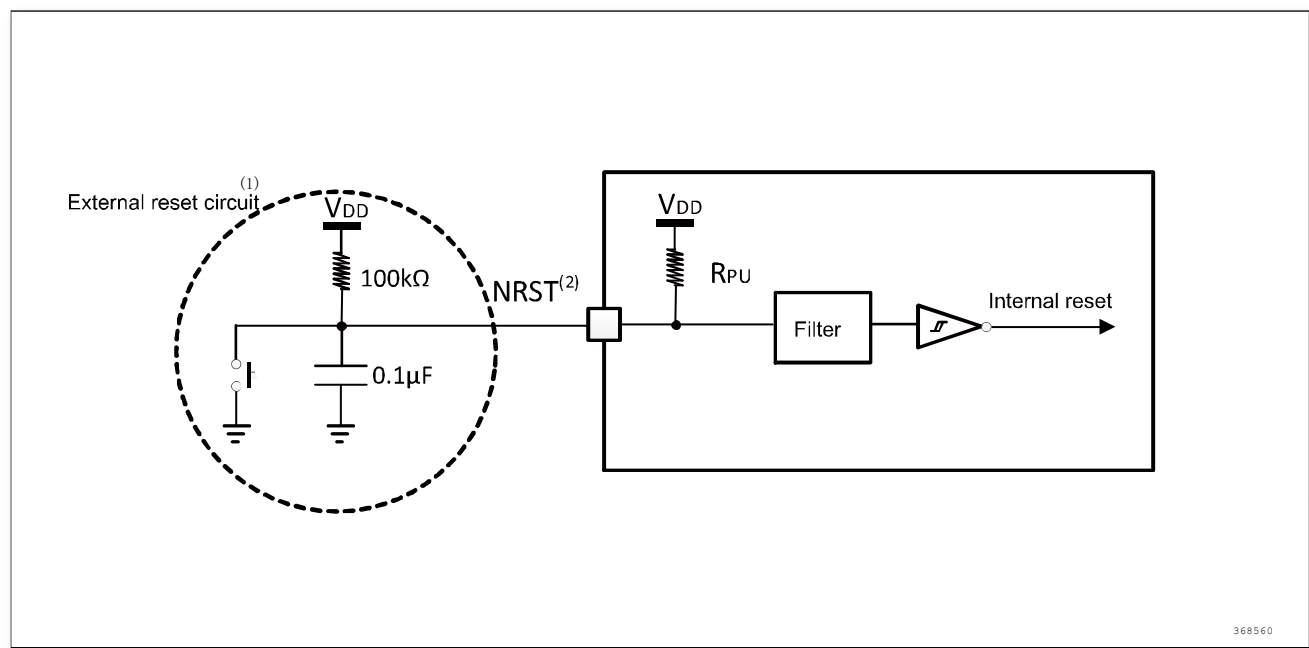 External reset circuit(1)
VDD
100kΩ
0.1µF
NRST(2)
VDD
RPU
Filter
Internal reset
368560